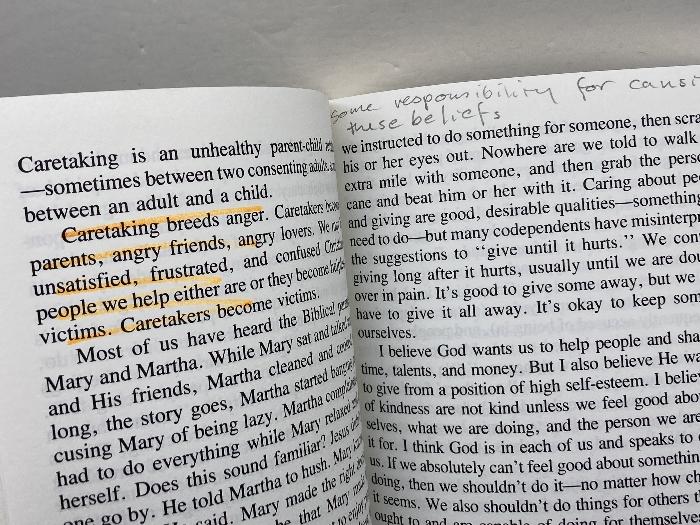 Caretaking is an unhealthy parent-child
—sometimes between two consenting adults,
between an adult and a child.
Caretaking breeds anger. Caretakers
parents, angry friends, angry lovers. We
unsatisfied, frustrated, and confused
people we help either are or they become
victims. Caretakers become victims.
Most of us have heard the Biblical
Mary and Martha. While Mary sat and
and His friends, Martha cleaned and
long, the story goes, Martha started
cusing Mary of being lazy. Martha
had to do everything while Mary relaxed
herself. Does this sound familiar? Jesus
one go by. He told Martha to hush. Mary
said. Mary made the right
that Mary
some responsibility for causi
these beliefs
we instructed to do something for someone, then scra
his or her eyes out. Nowhere are we told to walk
extra mile with someone, and then grab the pers
cane and beat him or her with it. Caring about pe
and giving are good, desirable qualities—something
need to do—but many codependents have misinterp
the suggestions to "give until it hurts." We con
giving long after it hurts, usually until we are dou
over in pain. It's good to give some away, but we
have to give it all away. It's okay to keep som
ourselves.
I believe God wants us to help people and sha
time, talents, and money. But I also believe He wa
to give from a position of high self-esteem. I believ
of kindness are not kind unless we feel good abo
selves, what we are doing, and the person we are
it for. I think God is in each of us and speaks to
us. If we absolutely can't feel good about somethin
doing, then we shouldn't do it—no matter how ch
it seems. We also shouldn't do things for others t
ought to and are capable of doing for themselve